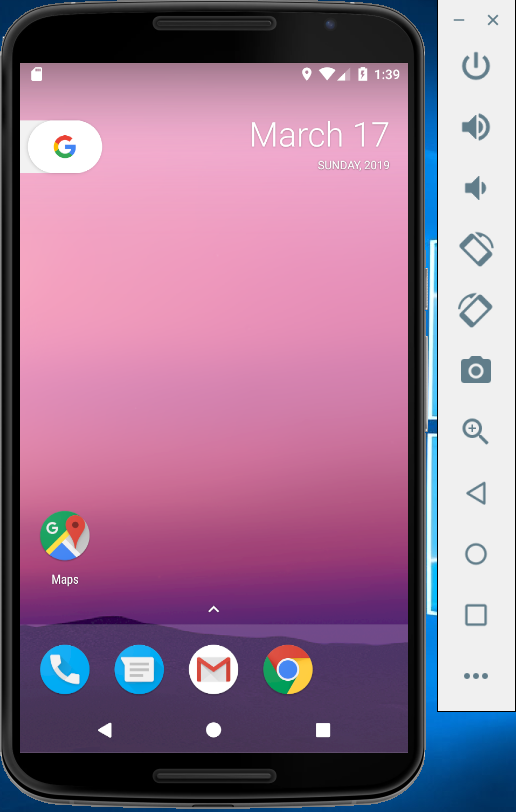 1:39
March 17
SUNDAY, 2019
G
G
Maps